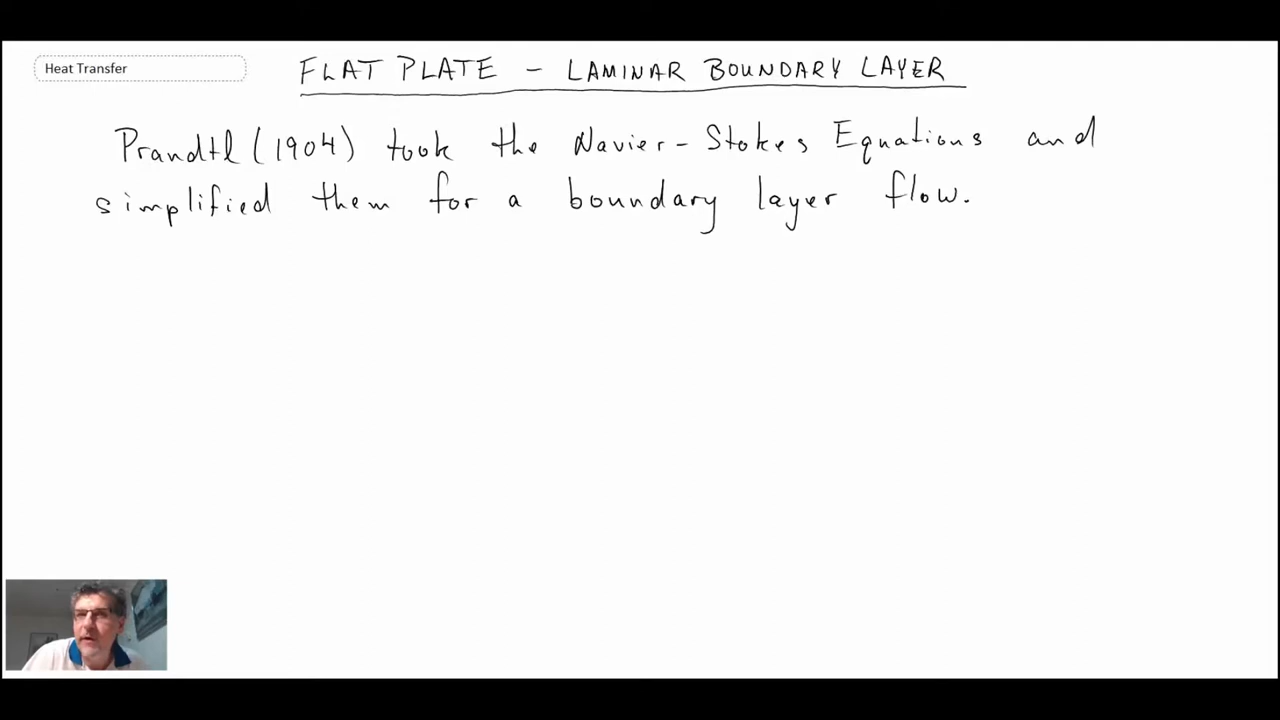 Heat Transfer
FLAT PLATE - LAMINAR BOUNDARY LAYER
Prandtl (1904) took the Navier-Stokes Equations and
simplified them for a boundary layer flow.